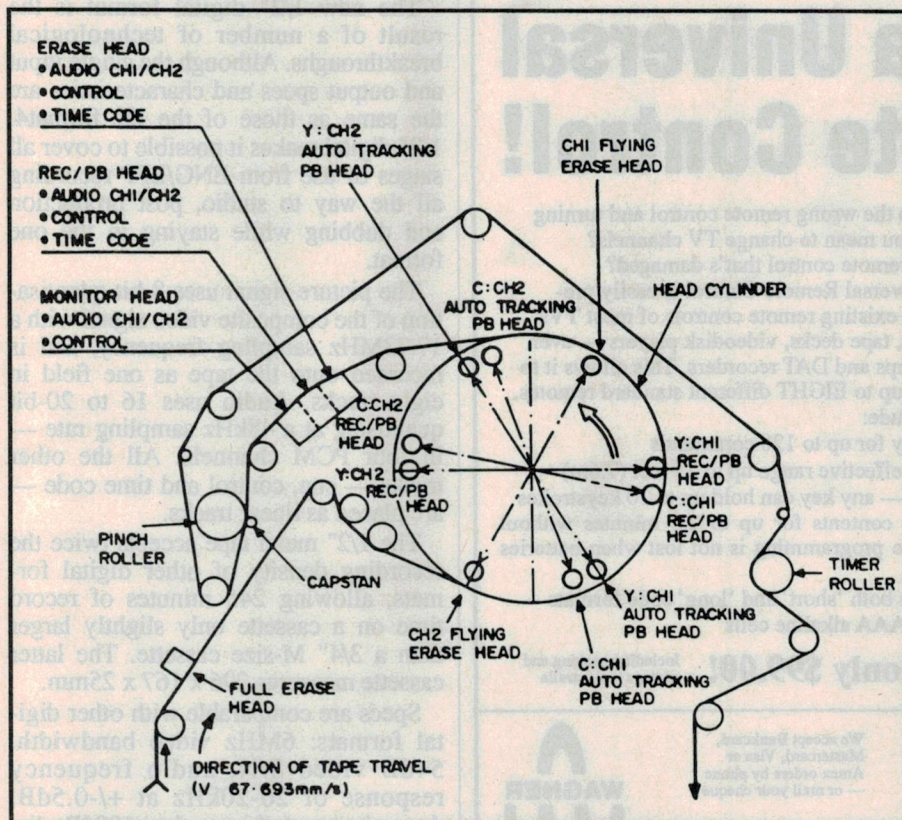 ERASE HEAD
• AUDIO CH1/CH2
• CONTROL
• TIME CODE
REC/PB HEAD
• AUDIO CH1/CH2
• CONTROL
• TIME CODE
MONITOR HEAD
• AUDIO CH1/CH2
• CONTROL
Y:CH2
AUTO TRACKING
PB HEAD
CH1 FLYING
ERASE HEAD
C:CH2
AUTO TRACKING
PB HEAD
HEAD CYLINDER
C:CH2
REC/PB
HEAD
Y:CH2
REC/PB
HEAD
Y:CH1
REC/PB
HEAD
C:CH1
REC/PB
HEAD
PINCH
ROLLER
CAPSTAN
TIMER
ROLLER
Y:CH1
AUTO TRACKING
PB HEAD
CH2 FLYING
ERASE HEAD
C:CH1
AUTO TRACKING
PB HEAD
FULL ERASE
HEAD
DIRECTION OF TAPE TRAVEL
(V 67·693mm/s)